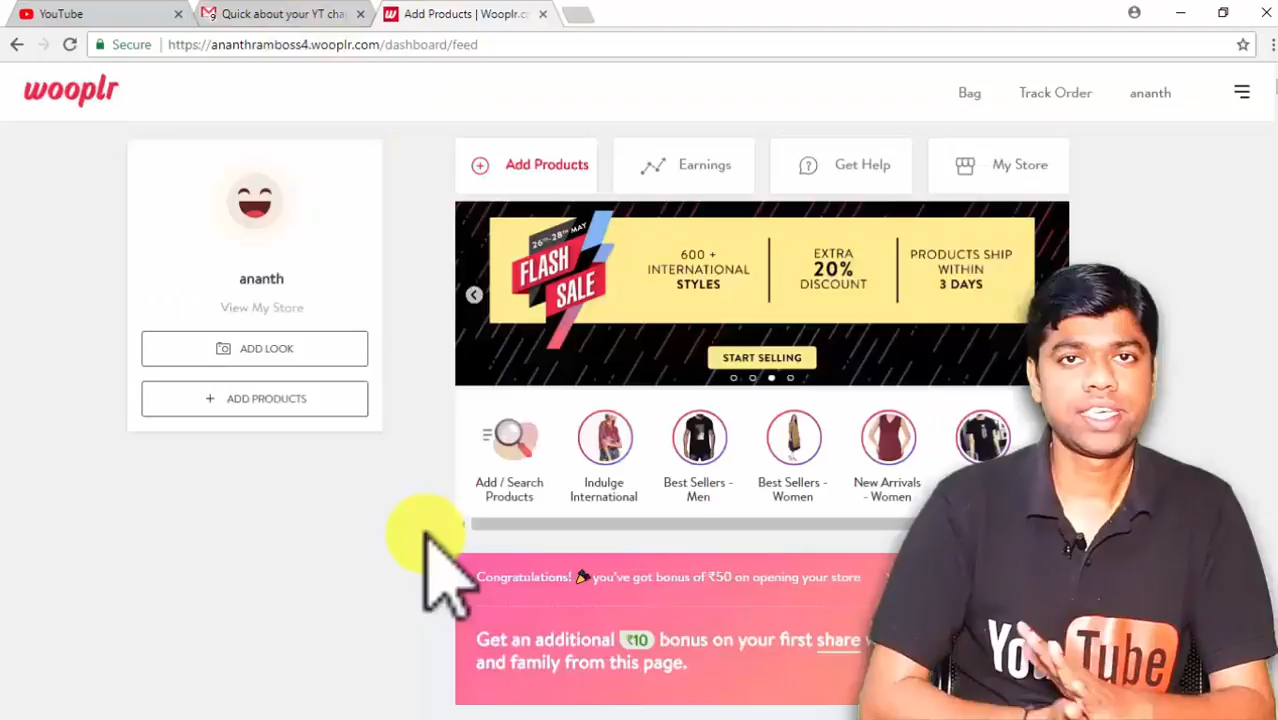 YouTube
Quick about your YT cha
Add Products | Wooplr.c
Secure
https://ananthramboss4.wooplr.com/dashboard/feed
wooplr
Bag
Track Order
ananth
Add Products
Earnings
Get Help
My Store
ananth
View My Store
ADD LOOK
+ ADD PRODUCTS
26TH-28TH MAY
FLASH
SALE
600 +
INTERNATIONAL
STYLES
EXTRA
20%
DISCOUNT
PRODUCTS SHIP
WITHIN
3 DAYS
START SELLING
Add / Search
Products
Indulge
International
Best Sellers -
Men
Best Sellers -
Women
New Arrivals
- Women
Congratulations! 🎉 you've got bonus of ₹50 on opening your store
Get an additional ₹10 bonus on your first share
and family from this page.
YouTube